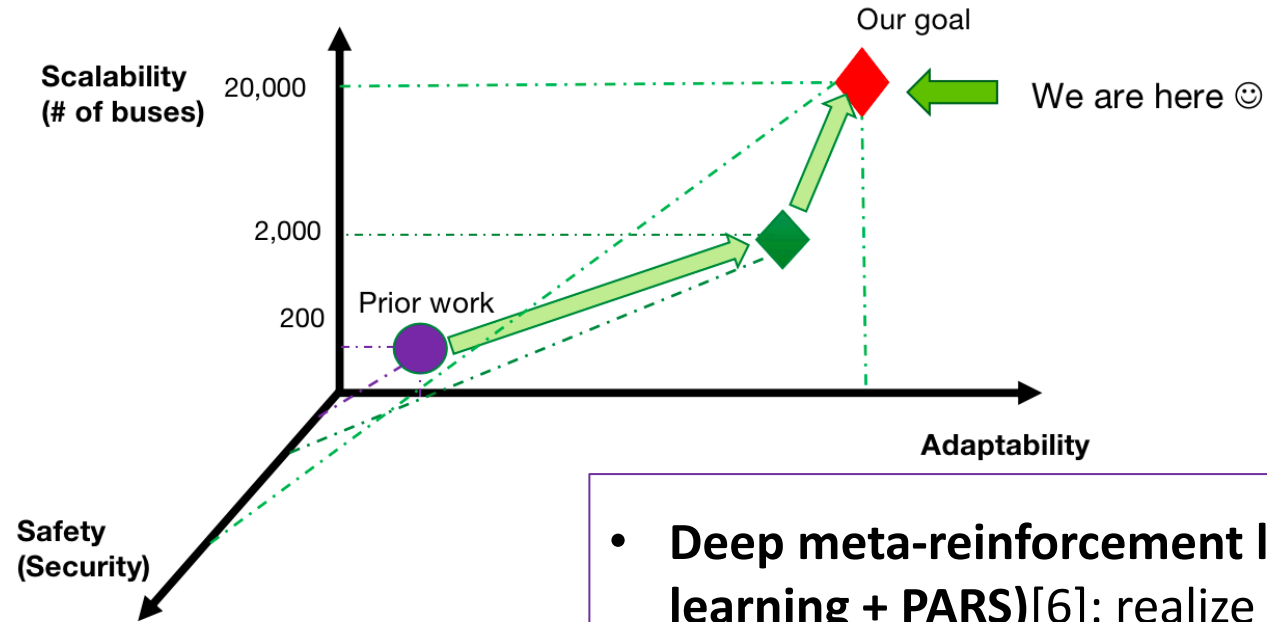 Our goal
Scalability
(# of buses)
20,000
We are here ☺
2,000
Prior work
200
Adaptability
Safety
(Security)
• Deep meta-reinforcement l
learning + PARS)[6]: realize